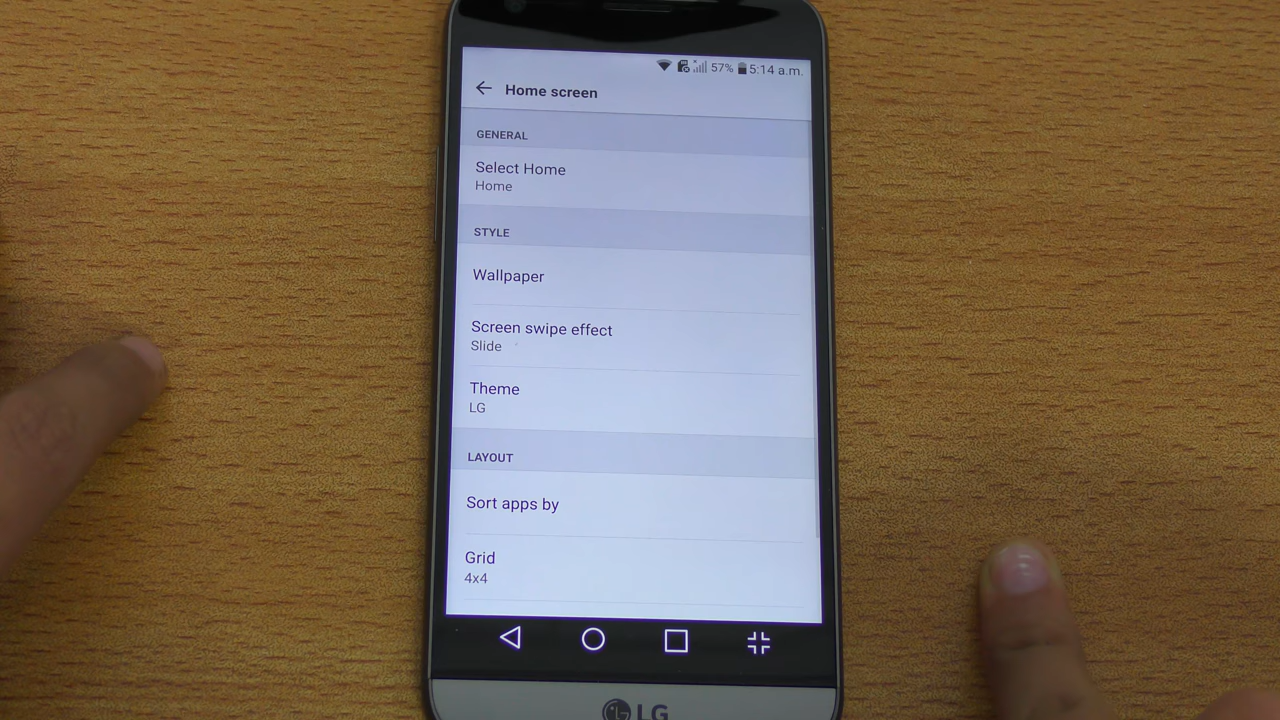 57% 5:14 a.m.
Home screen
GENERAL
Select Home
Home
STYLE
Wallpaper
Screen swipe effect
Slide
Theme
LG
LAYOUT
Sort apps by
Grid
4x4
LG